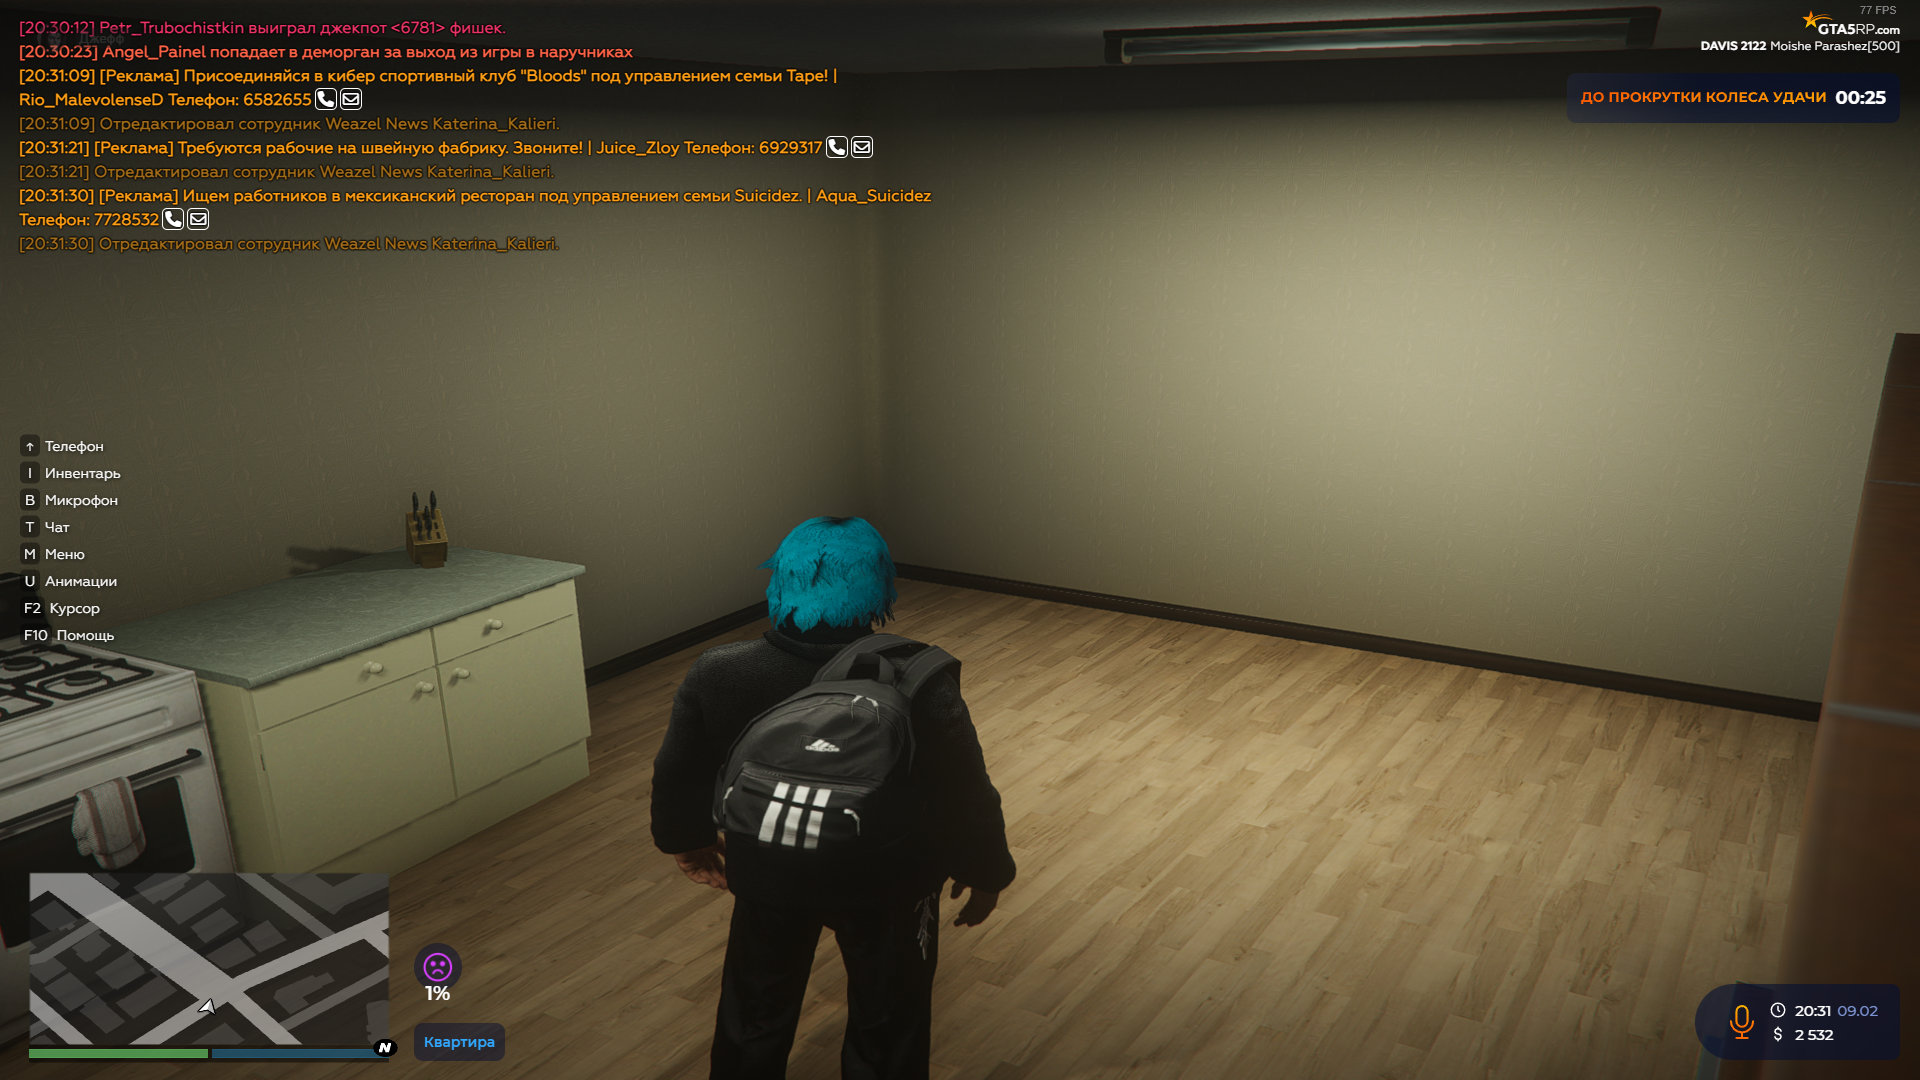 [20:30:12] Petr_Trubochistkin выиграл джекпот <6781> фишек.
Джефф
[20:30:23] Angel_Painel попадает в деморган за выход из игры в наручниках
[20:31:09] [Реклама] Присоединяйся в кибер спортивный клуб "Bloods" под управлением семьи Tape! |
Rio_MalevolenseD Телефон: 6582655
[20:31:09] Отредактировал сотрудник Weazel News Katerina_Kalieri.
[20:31:21] [Реклама] Требуются рабочие на швейную фабрику. Звоните! | Juice_Zloy Телефон: 6929317
[20:31:21] Отредактировал сотрудник Weazel News Katerina_Kalieri.
[20:31:30] [Реклама] Ищем работников в мексиканский ресторан под управлением семьи Suicidez. | Aqua_Suicidez
Телефон: 7728532
[20:31:30] Отредактировал сотрудник Weazel News Katerina_Kalieri.
77 FPS
GTA5RP.com
DAVIS 2122 Moishe Parashez[500]
ДО ПРОКРУТКИ КОЛЕСА УДАЧИ 00:25
↑ Телефон
I Инвентарь
B Микрофон
T Чат
M Меню
U Анимации
F2 Курсор
F10 Помощь
1%
N
Квартира
20:31 09.02
$ 2 532